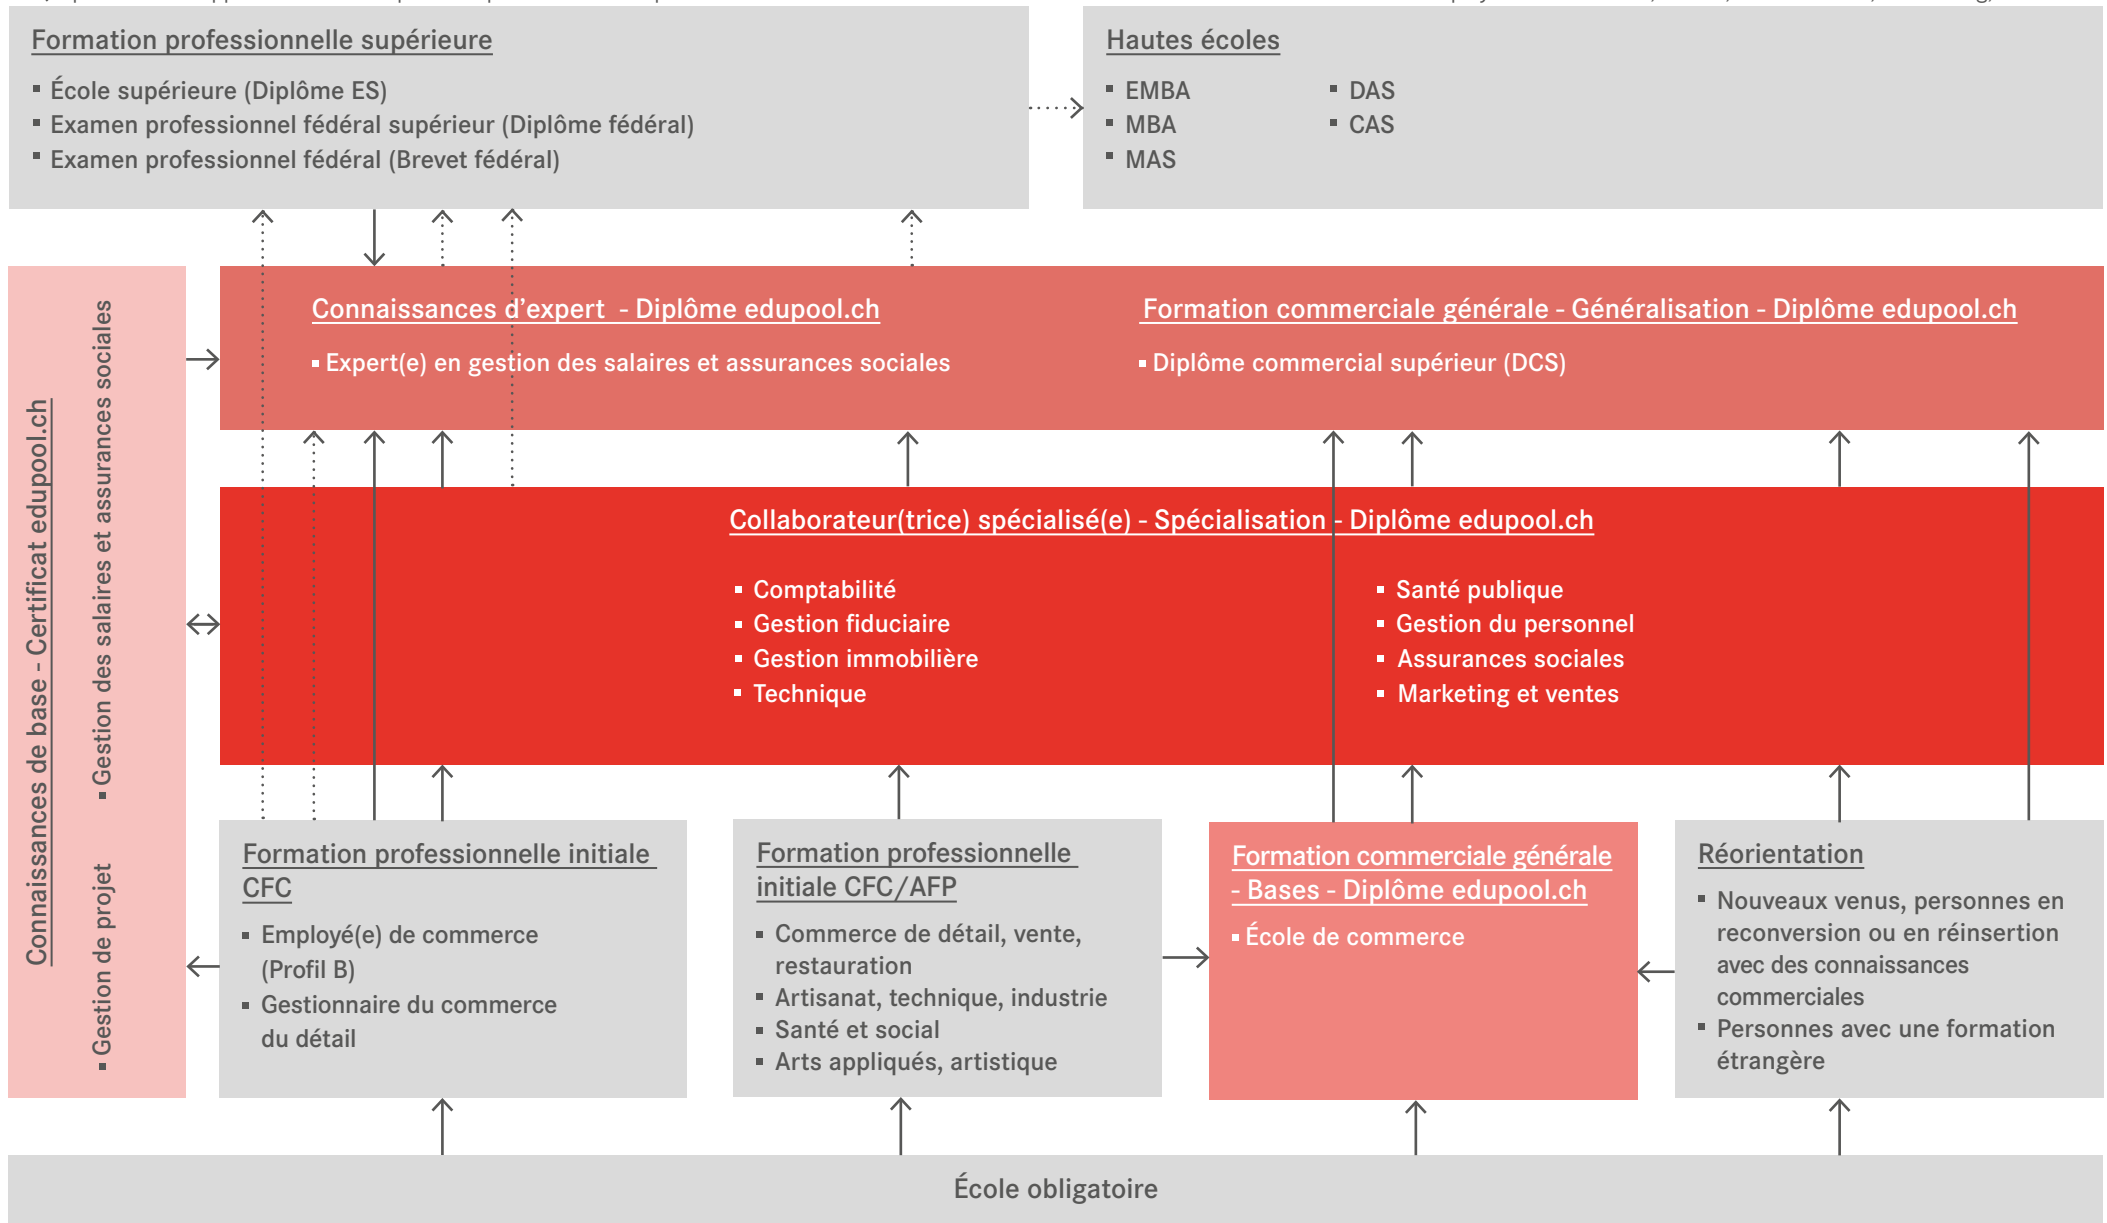 Formation professionnelle supérieure
▪ École supérieure (Diplôme ES)
▪ Examen professionnel fédéral supérieur (Diplôme fédéral)
▪ Examen professionnel fédéral (Brevet fédéral)
Hautes écoles
▪ EMBA
▪ MBA
▪ MAS
▪ DAS
▪ CAS
Connaissances de base - Certificat edupool.ch
▪ Gestion de projet
▪ Gestion des salaires et assurances sociales
Connaissances d'expert - Diplôme edupool.ch
▪ Expert(e) en gestion des salaires et assurances sociales
Formation commerciale générale - Généralisation - Diplôme edupool.ch
▪ Diplôme commercial supérieur (DCS)
Collaborateur(trice) spécialisé(e) - Spécialisation - Diplôme edupool.ch
▪ Comptabilité
▪ Gestion fiduciaire
▪ Gestion immobilière
▪ Technique
▪ Santé publique
▪ Gestion du personnel
▪ Assurances sociales
▪ Marketing et ventes
Formation professionnelle initiale
CFC
▪ Employé(e) de commerce
(Profil B)
▪ Gestionnaire du commerce
du détail
Formation professionnelle
initiale CFC/AFP
▪ Commerce de détail, vente,
restauration
▪ Artisanat, technique, industrie
▪ Santé et social
▪ Arts appliqués, artistique
Formation commerciale générale
- Bases - Diplôme edupool.ch
▪ École de commerce
Réorientation
▪ Nouveaux venus, personnes en
reconversion ou en réinsertion
avec des connaissances
commerciales
▪ Personnes avec une formation
étrangère
École obligatoire